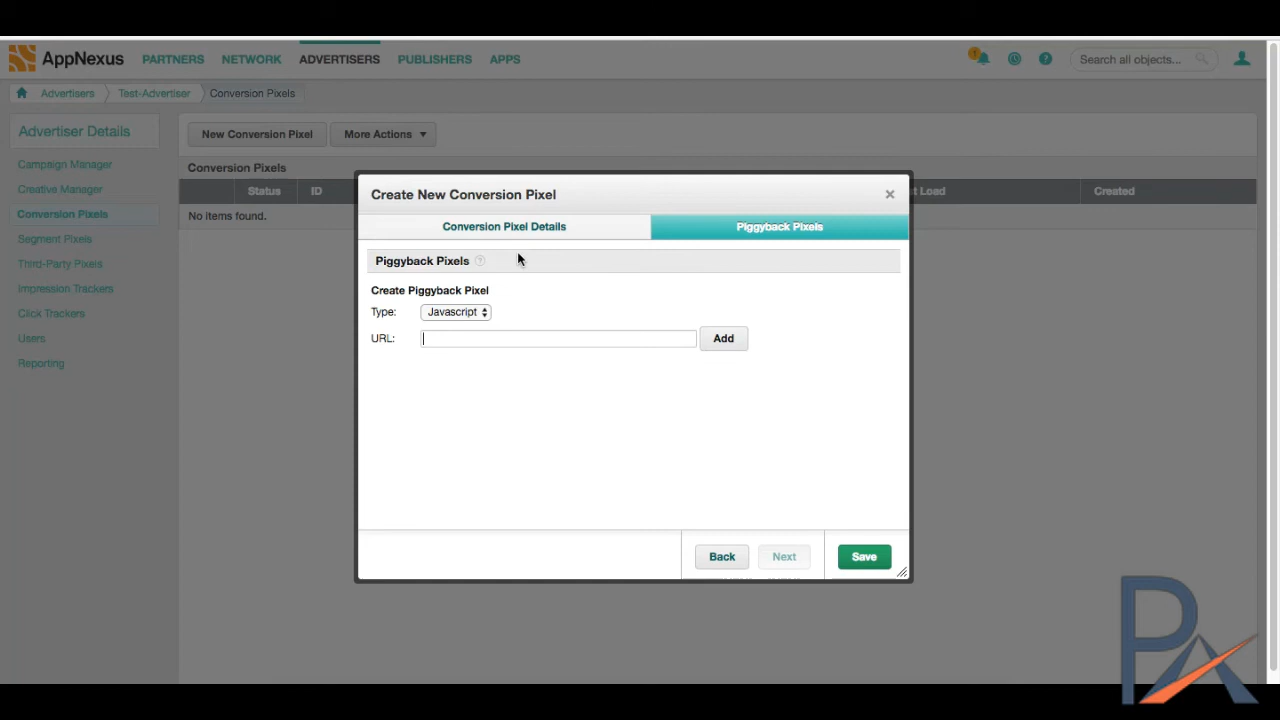 AppNexus PARTNERS NETWORK ADVERTISERS PUBLISHERS APPS ! ? Search all objects...
Advertisers Test-Advertiser Conversion Pixels
Advertiser Details
Campaign Manager
Creative Manager
Conversion Pixels
Segment Pixels
Third-Party Pixels
Impression Trackers
Click Trackers
Users
Reporting
New Conversion Pixel More Actions
Conversion Pixels
Status ID Load Created
No items found.
Create New Conversion Pixel ×
Conversion Pixel Details Piggyback Pixels
Piggyback Pixels ?
Create Piggyback Pixel
Type: Javascript
URL: Add
Back Next Save
PA